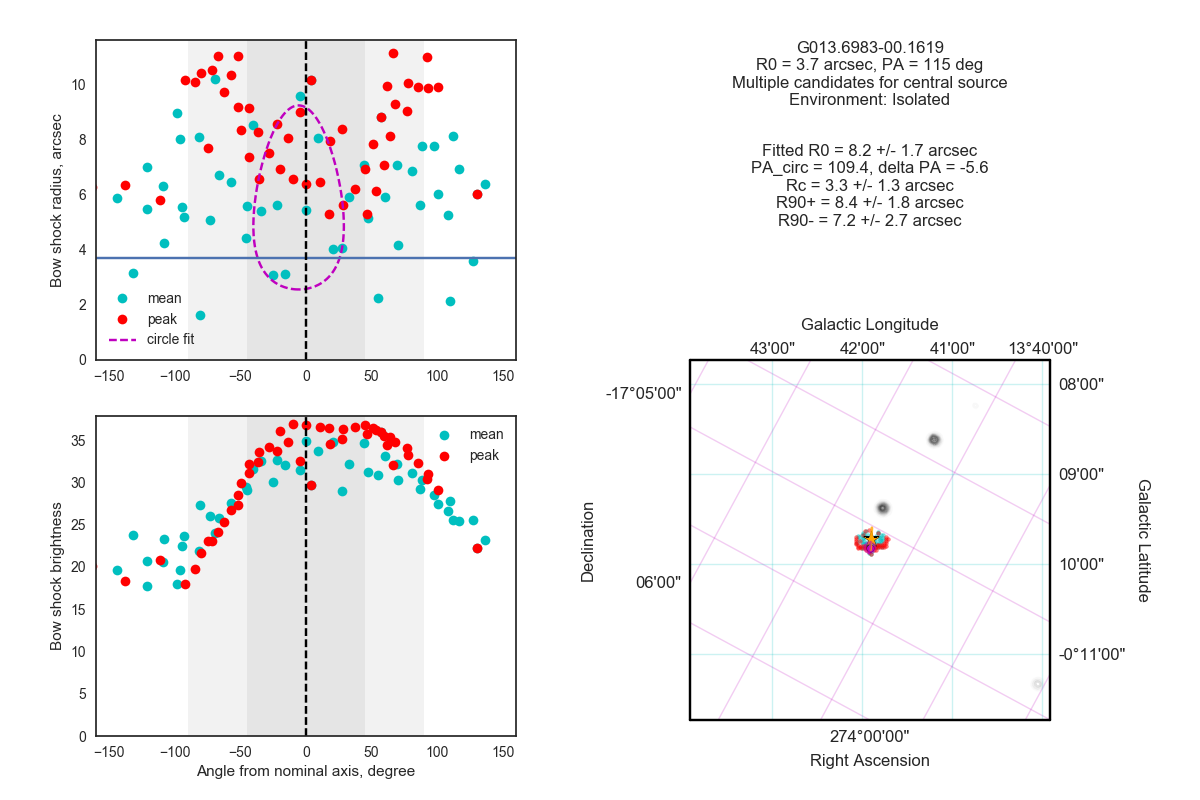 G013.6983-00.1619
R0 = 3.7 arcsec, PA = 115 deg
Multiple candidates for central source
Environment: Isolated
Fitted R0 = 8.2 +/- 1.7 arcsec
PA_circ = 109.4, delta PA = -5.6
Rc = 3.3 +/- 1.3 arcsec
R90+ = 8.4 +/- 1.8 arcsec
R90- = 7.2 +/- 2.7 arcsec
Bow shock radius, arcsec
10
8
6
4
2
0
mean
peak
circle fit
−150 −100 −50 0 50 100 150
Bow shock brightness
35
30
25
20
15
10
5
0
mean
peak
−150 −100 −50 0 50 100 150
Angle from nominal axis, degree
Galactic Longitude
43'00" 42'00" 41'00" 13°40'00"
-17°05'00"
06'00"
Declination
08'00"
09'00"
10'00"
-0°11'00"
Galactic Latitude
274°00'00"
Right Ascension